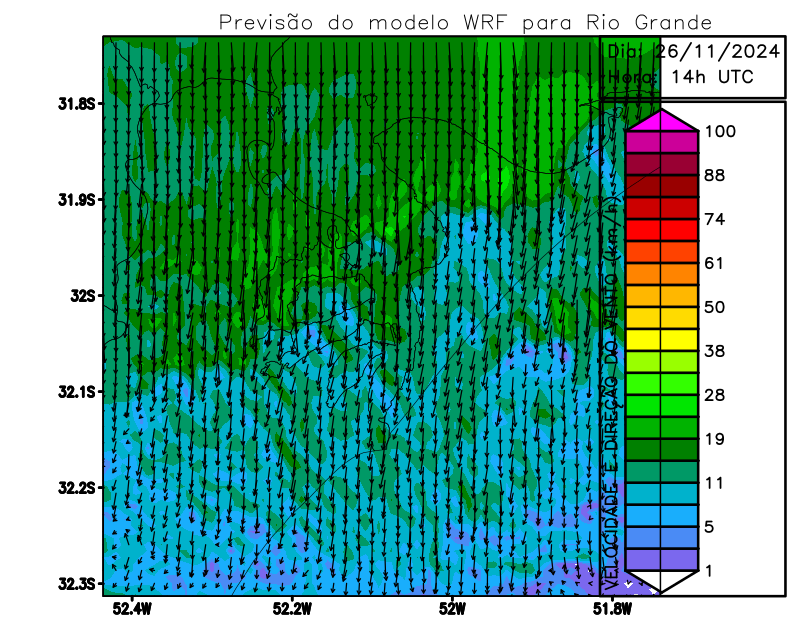 Previsão do modelo WRF para Rio Grande
Dia: 26/11/2024
Hora: 14h UTC
31.8S
31.9S
32S
32.1S
32.2S
32.3S
52.4W
52.2W
52W
51.8W
VELOCIDADE E DIREÇÃO DO VENTO (km/h)
100
88
74
61
50
38
28
19
11
5
1